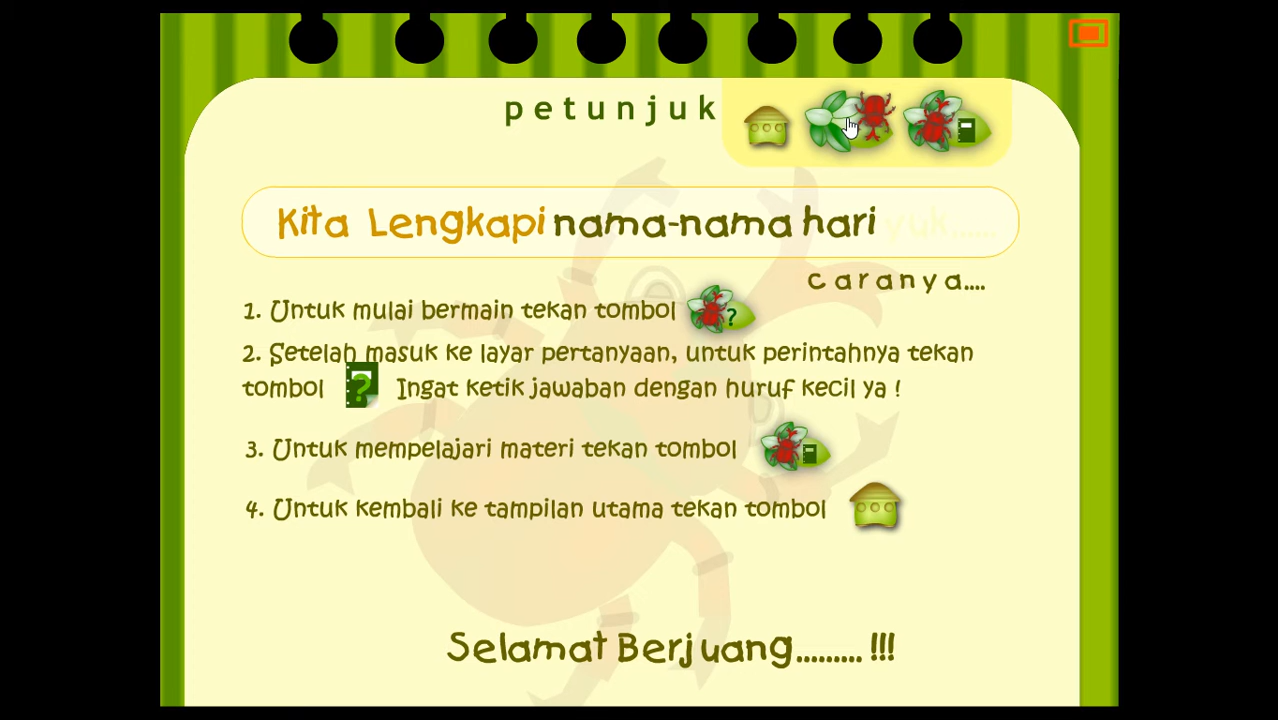 petunjuk
Kita Lengkapi nama-nama hari yuk......
caranya....
1. Untuk mulai bermain tekan tombol ?
2. Setelah masuk ke layar pertanyaan, untuk perintahnya tekan
tombol ? Ingat ketik jawaban dengan huruf kecil ya !
3. Untuk mempelajari materi tekan tombol
4. Untuk kembali ke tampilan utama tekan tombol
Selamat Berjuang......... !!!